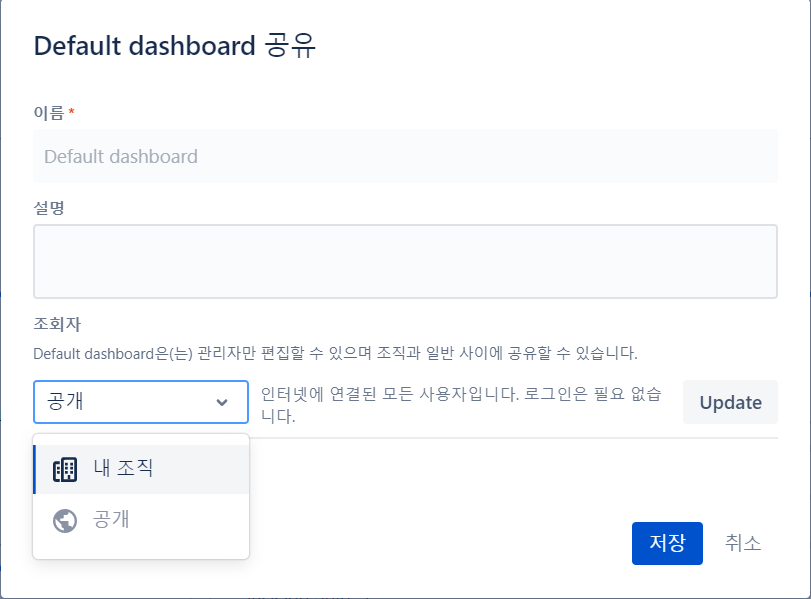 Default dashboard 공유
이름 *
Default dashboard
설명
조회자
Default dashboard은(는) 관리자만 편집할 수 있으며 조직과 일반 사이에 공유할 수 있습니다.
공개
인터넷에 연결된 모든 사용자입니다. 로그인은 필요 없습
니다.
Update
내 조직
공개
저장
취소